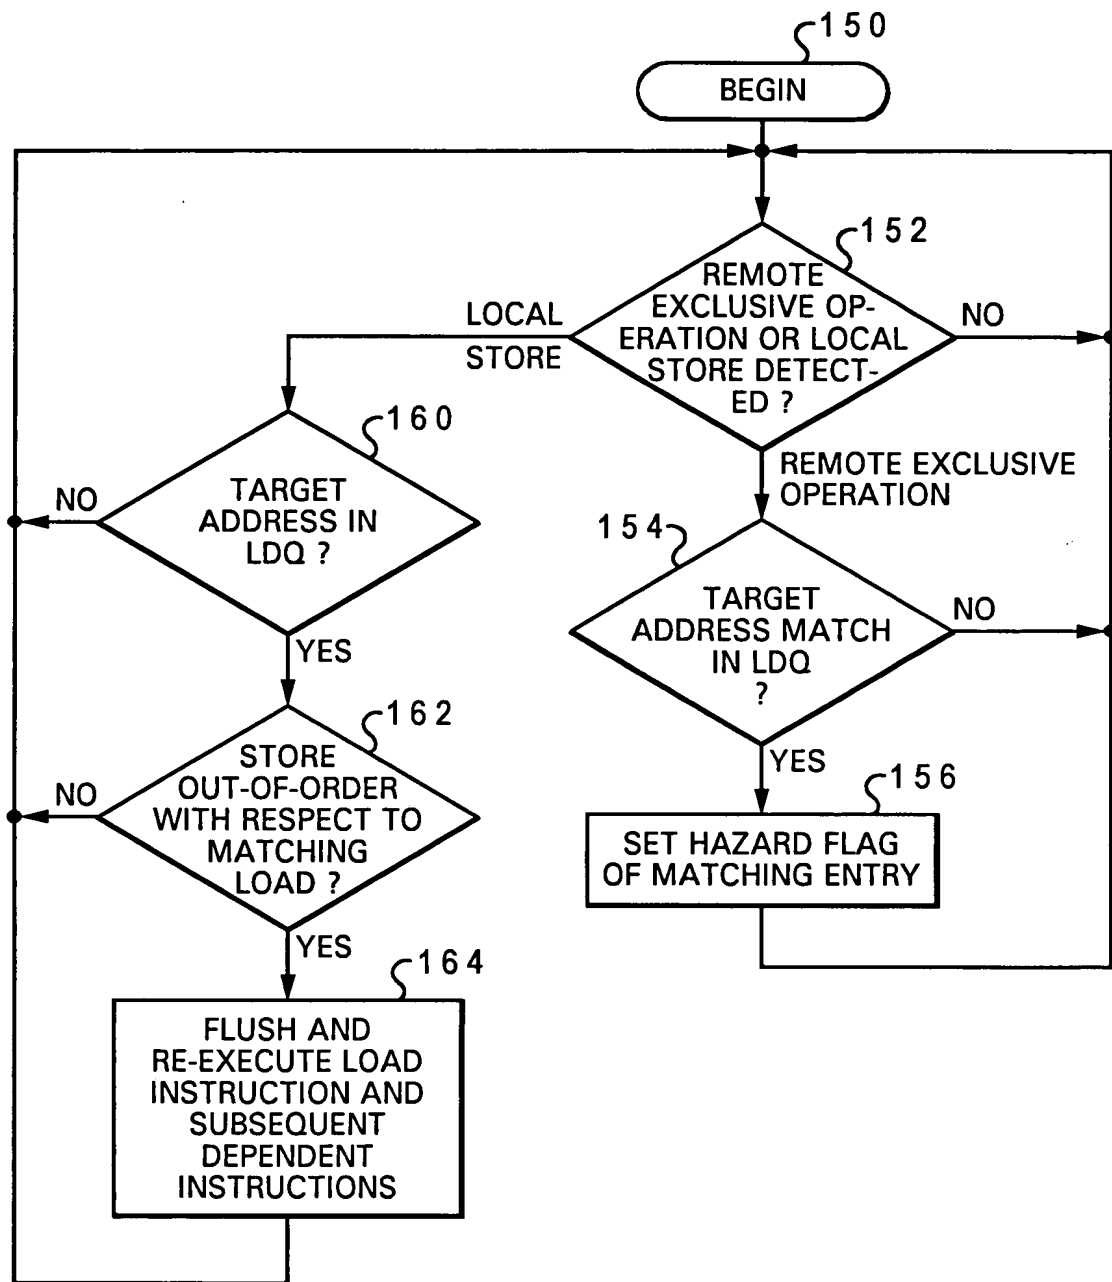 150
BEGIN
152
REMOTE
EXCLUSIVE OP-
ERATION OR LOCAL
STORE DETECT-
ED ?
NO
LOCAL
STORE
REMOTE EXCLUSIVE
OPERATION
160
TARGET
ADDRESS IN
LDQ ?
NO
YES
154
TARGET
ADDRESS MATCH
IN LDQ
?
NO
YES
162
STORE
OUT-OF-ORDER
WITH RESPECT TO
MATCHING
LOAD ?
NO
YES
156
SET HAZARD FLAG
OF MATCHING ENTRY
164
FLUSH AND
RE-EXECUTE LOAD
INSTRUCTION AND
SUBSEQUENT
DEPENDENT
INSTRUCTIONS